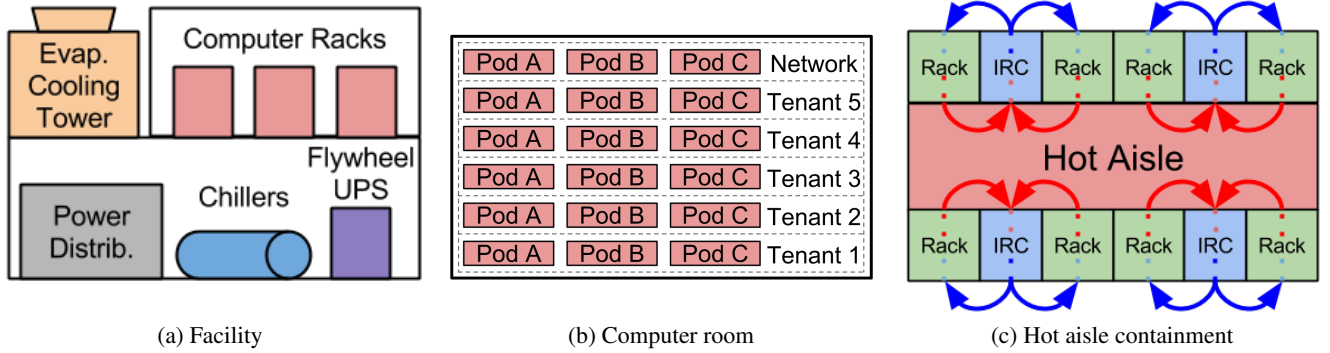 Evap.
Cooling
Tower
Computer Racks
Power
Distrib.
Chillers
Flywheel
UPS
(a) Facility
Pod A Pod B Pod C Network
Pod A Pod B Pod C Tenant 5
Pod A Pod B Pod C Tenant 4
Pod A Pod B Pod C Tenant 3
Pod A Pod B Pod C Tenant 2
Pod A Pod B Pod C Tenant 1
(b) Computer room
Rack IRC Rack Rack IRC Rack
Hot Aisle
Rack IRC Rack Rack IRC Rack
(c) Hot aisle containment